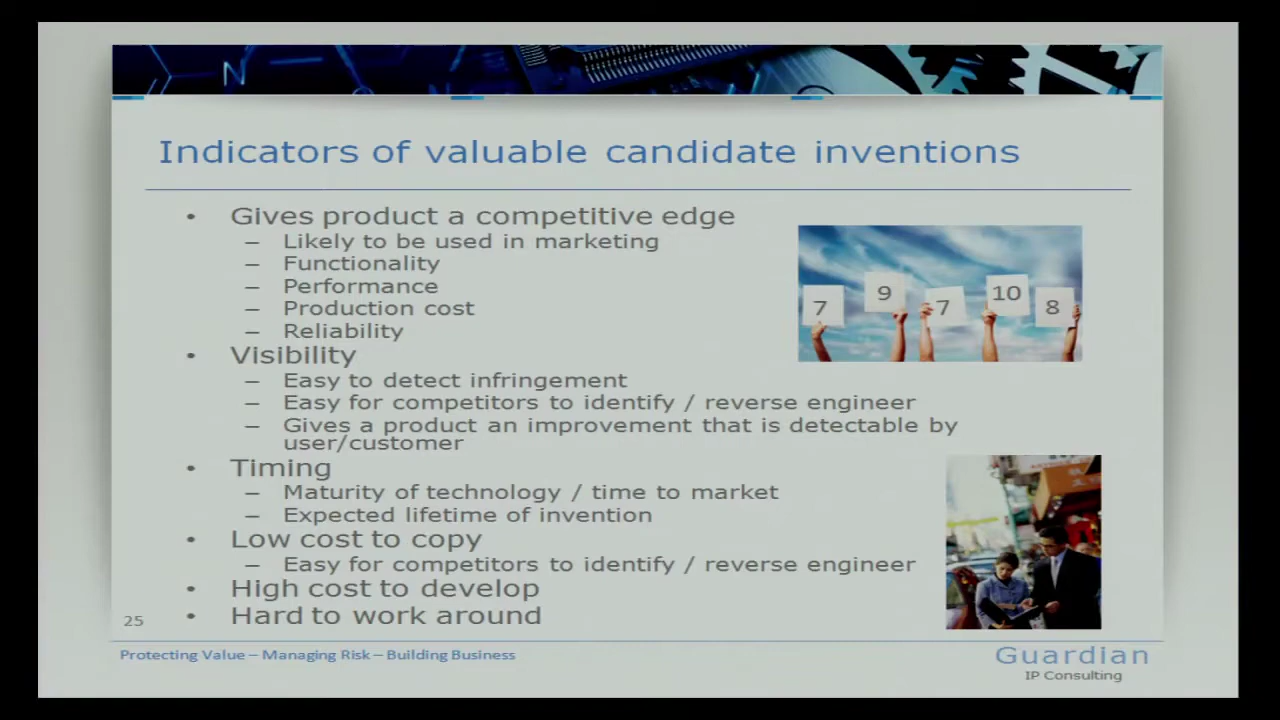 N
Indicators of valuable candidate inventions
• Gives product a competitive edge
– Likely to be used in marketing
– Functionality
– Performance
– Production cost
– Reliability
7 9 7 10 8
• Visibility
– Easy to detect infringement
– Easy for competitors to identify / reverse engineer
– Gives a product an improvement that is detectable by
user/customer
• Timing
– Maturity of technology / time to market
– Expected lifetime of invention
• Low cost to copy
– Easy for competitors to identify / reverse engineer
• High cost to develop
• Hard to work around
25
Protecting Value – Managing Risk – Building Business
Guardian
IP Consulting